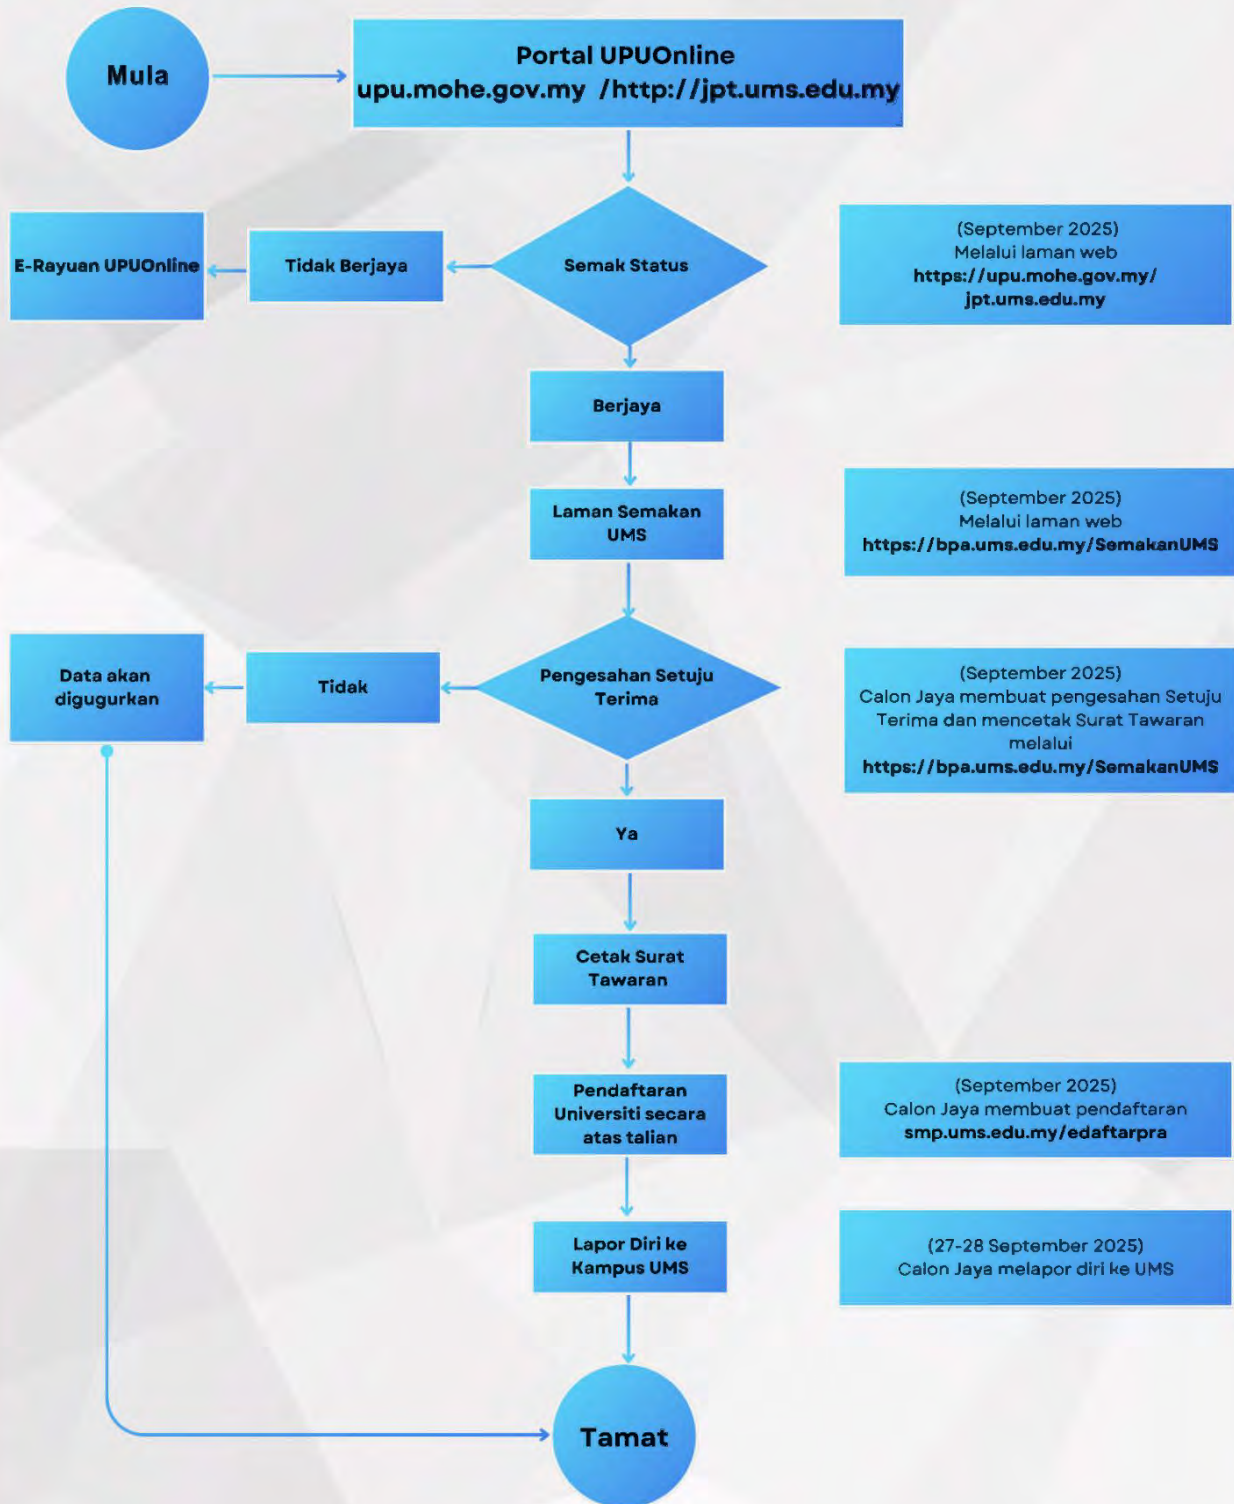 Mula
Portal UPUOnline
upu.mohe.gov.my /http://jpt.ums.edu.my
E-Rayuan UPUOnline
Tidak Berjaya
Semak Status
(September 2025)
Melalui laman web
https://upu.mohe.gov.my/
jpt.ums.edu.my
Berjaya
Laman Semakan
UMS
(September 2025)
Melalui laman web
https://bpa.ums.edu.my/SemakanUMS
Data akan
digugurkan
Tidak
Pengesahan Setuju
Terima
(September 2025)
Calon Jaya membuat pengesahan Setuju
Terima dan mencetak Surat Tawaran
melalui
https://bpa.ums.edu.my/SemakanUMS
Ya
Cetak Surat
Tawaran
Pendaftaran
Universiti secara
atas talian
(September 2025)
Calon Jaya membuat pendaftaran
smp.ums.edu.my/edaftarpra
Lapor Diri ke
Kampus UMS
(27-28 September 2025)
Calon Jaya melapor diri ke UMS
Tamat